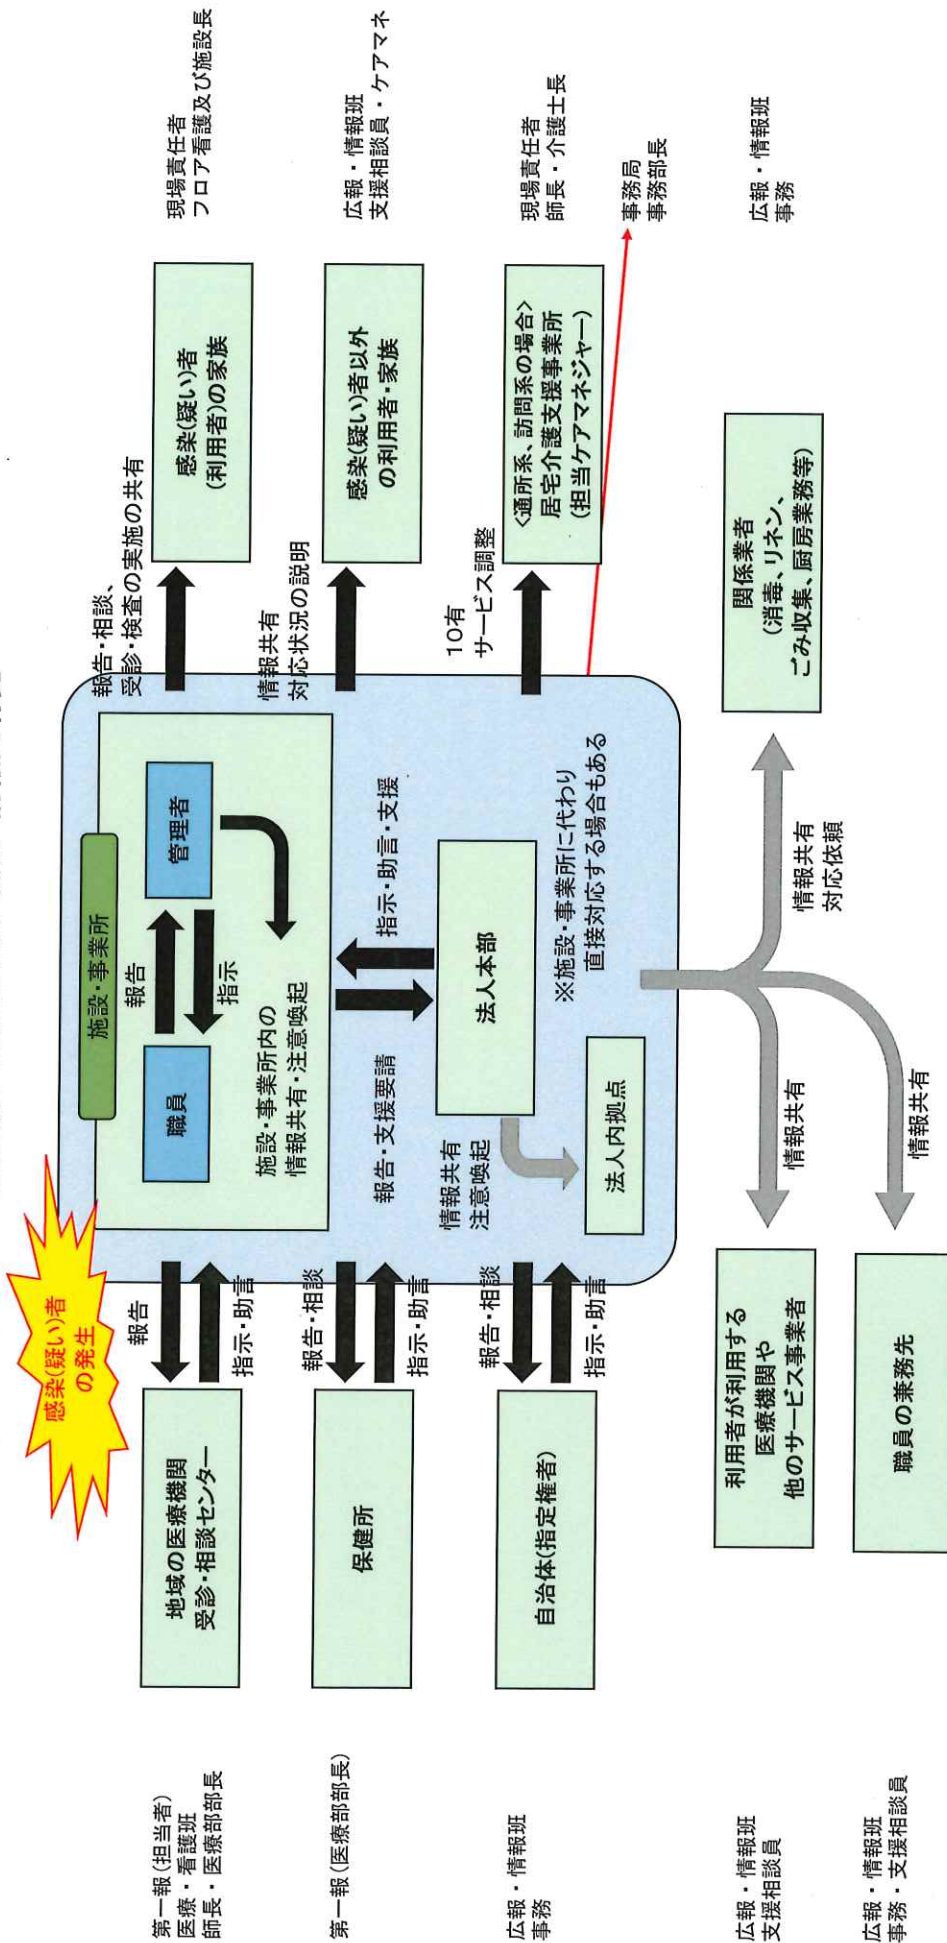 感染(疑い)者
の発生
第一報(担当者)
医療・看護班
師長・医療部部長
地域の医療機関
受診・相談センター
報告
指示・助言
第一報(医療部部長)
保健所
報告・相談
指示・助言
広報・情報班
事務
自治体(指定権者)
報告・相談
指示・助言
施設・事業所
職員
報告
指示
管理者
施設・事業所内の
情報共有・注意喚起
報告・支援要請
指示・助言・支援
法人本部
情報共有
注意喚起
法人内拠点
※施設・事業所に代わり
直接対応する場合もある
報告・相談、
受診・検査の実施の共有
感染(疑い)者
(利用者)の家族
現場責任者
フロア看護及び施設長
情報共有
対応状況の説明
感染(疑い)者以外
の利用者・家族
広報・情報班
支援相談員・ケアマネ
10有
サービス調整
<通所系、訪問系の場合>
居宅介護支援事業所
(担当ケアマネジャー)
現場責任者
師長・介護士長
事務局
事務部長
広報・情報班
支援相談員
利用者が利用する
医療機関や
他のサービス事業者
情報共有
情報共有
対応依頼
関係業者
(消毒、リネン、
ごみ収集、厨房業務等)
広報・情報班
事務
広報・情報班
事務・支援相談員
職員の兼務先
情報共有